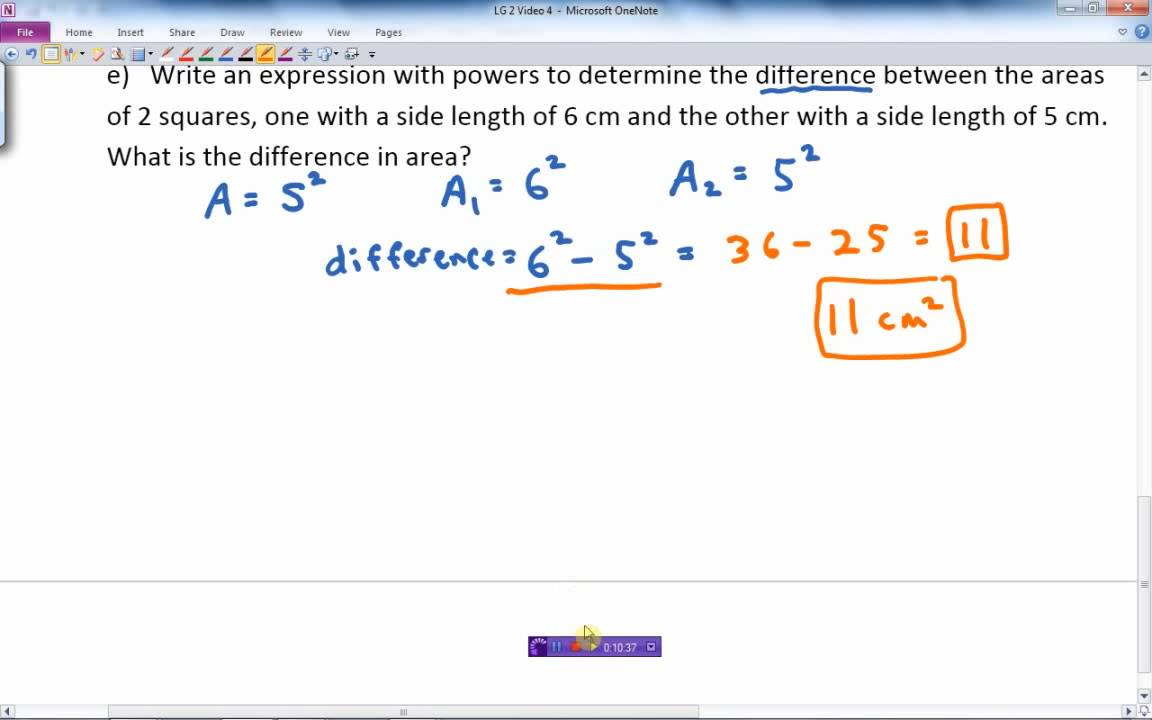 LG 2 Video 4 - Microsoft OneNote
File Home Insert Share Draw Review View Pages
e) Write an expression with powers to determine the difference between the areas
of 2 squares, one with a side length of 6 cm and the other with a side length of 5 cm.
What is the difference in area?
A = 5² A₁ = 6² A₂ = 5²
difference = 6² - 5² = 36 - 25 = 11
11 cm²
0:10:37